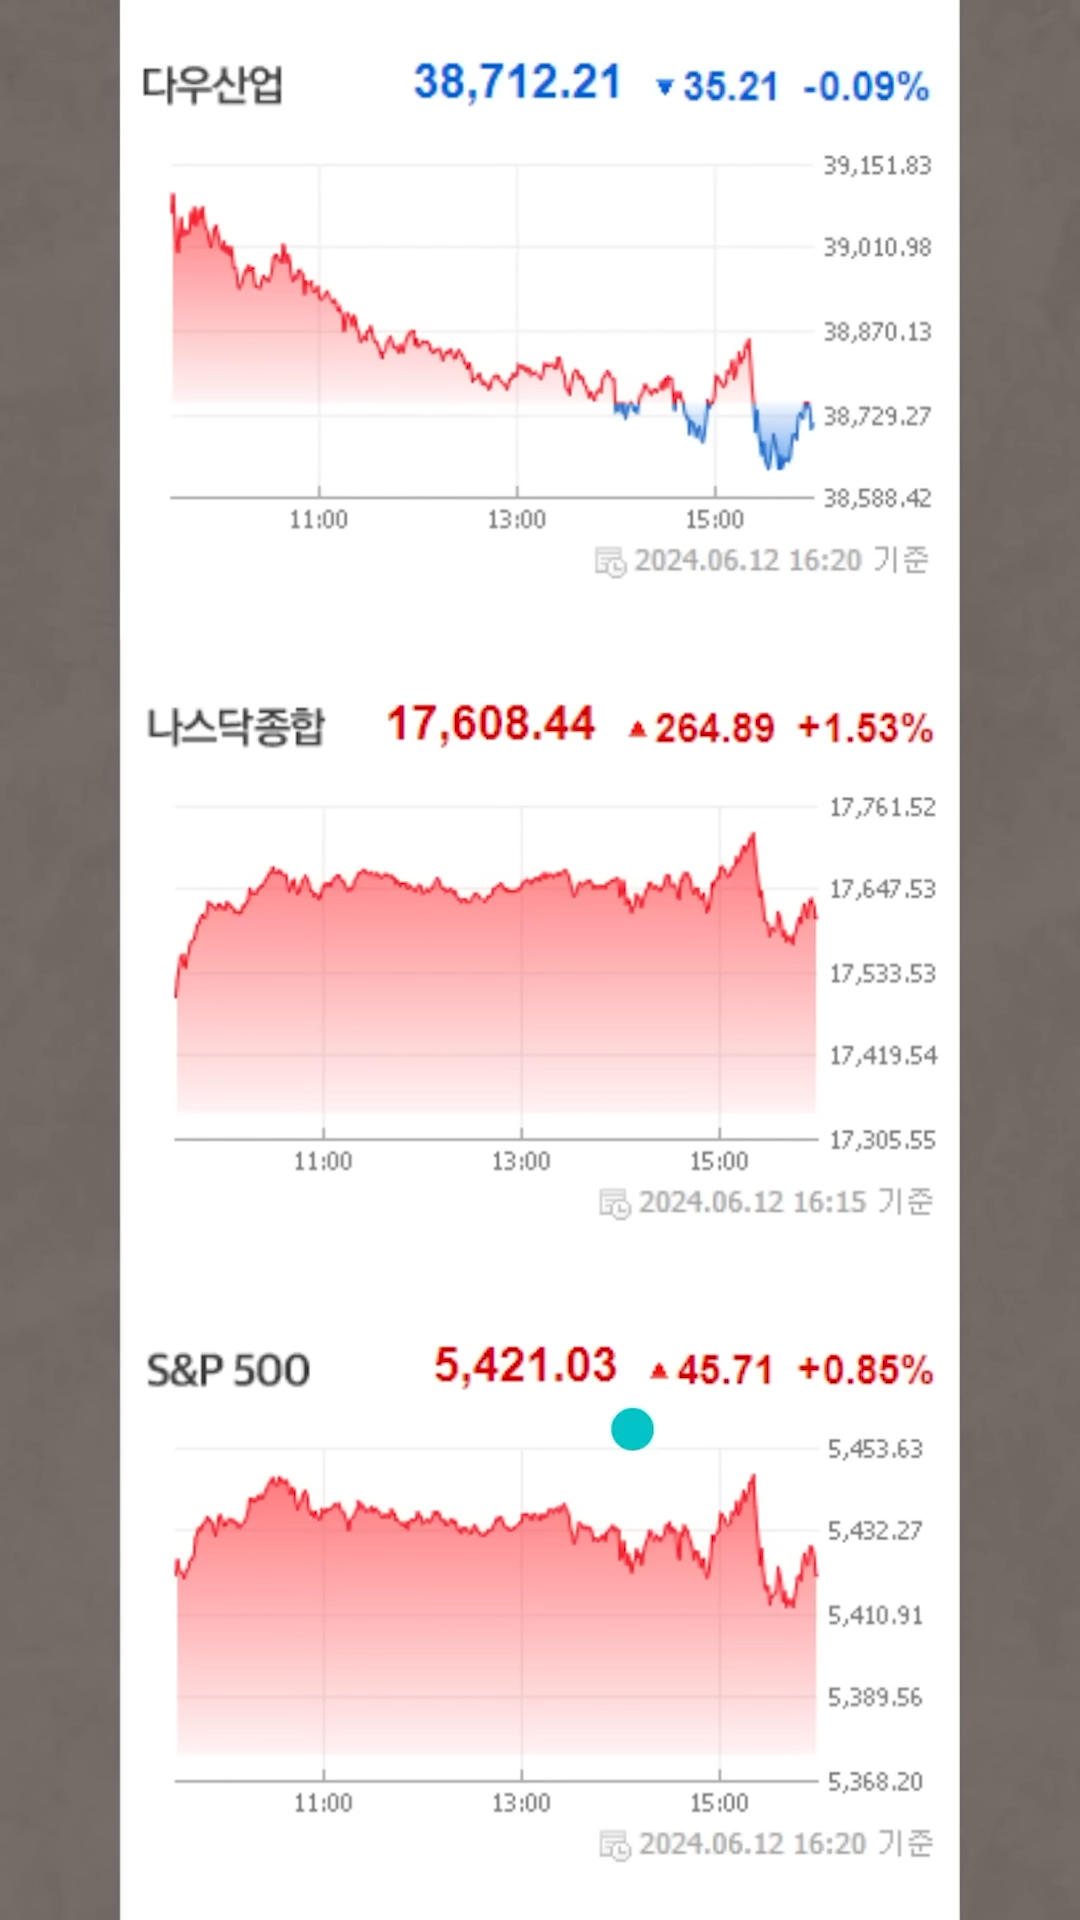 다우산업 38,712.21 ▼35.21 -0.09%
39,151.83
39,010.98
38,870.13
38,729.27
38,588.42
11:00 13:00 15:00
2024.06.12 16:20 기준
나스닥종합 17,608.44 ▲264.89 +1.53%
17,761.52
17,647.53
17,533.53
17,419.54
17,305.55
11:00 13:00 15:00
2024.06.12 16:15 기준
S&P 500 5,421.03 ▲45.71 +0.85%
5,453.63
5,432.27
5,410.91
5,389.56
5,368.20
11:00 13:00 15:00
2024.06.12 16:20 기준